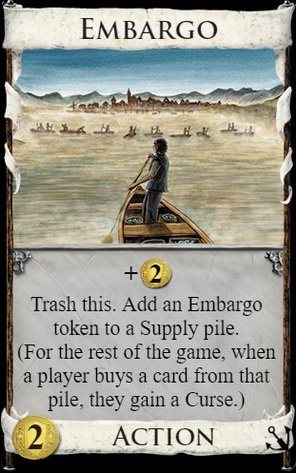 EMBARGO
+2
Trash this. Add an Embargo
token to a Supply pile.
(For the rest of the game, when
a player buys a card from that
pile, they gain a Curse.)
2
ACTION